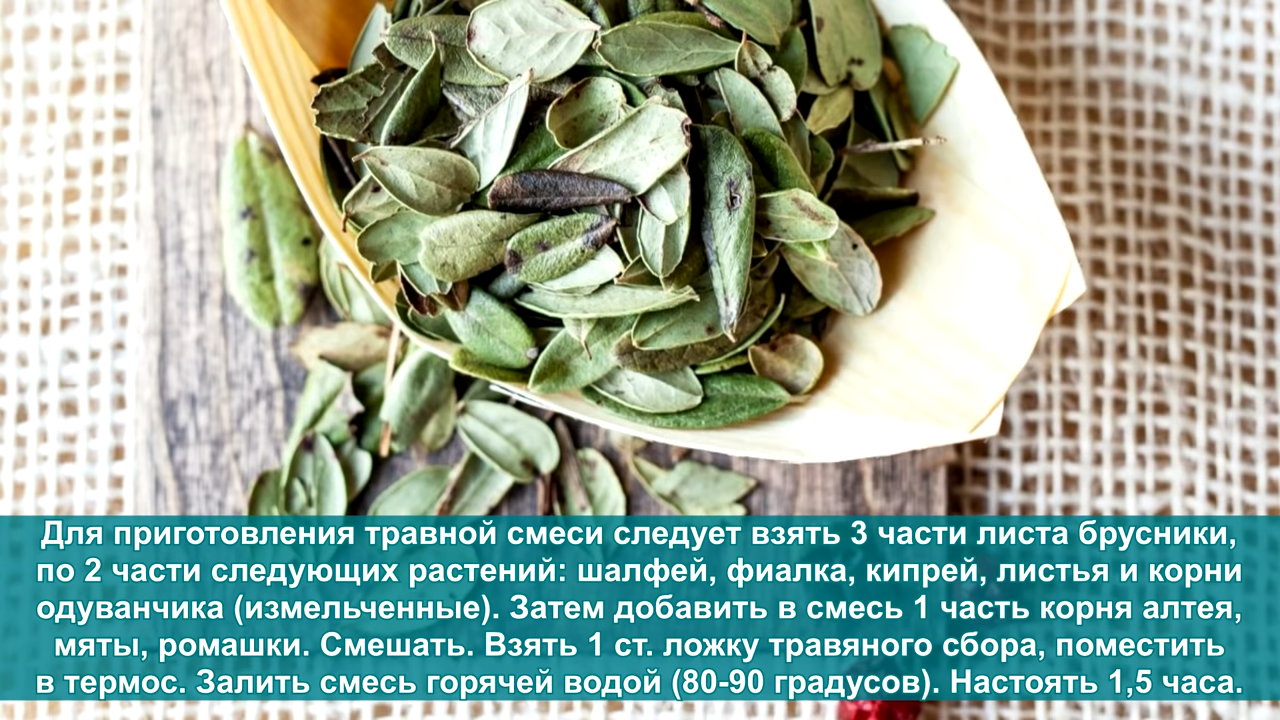 Для приготовления травной смеси следует взять 3 части листа брусники,
по 2 части следующих растений: шалфей, фиалка, кипрей, листья и корни
одуванчика (измельченные). Затем добавить в смесь 1 часть корня алтея,
мяты, ромашки. Смешать. Взять 1 ст. ложку травяного сбора, поместить
в термос. Залить смесь горячей водой (80-90 градусов). Настоять 1,5 часа.